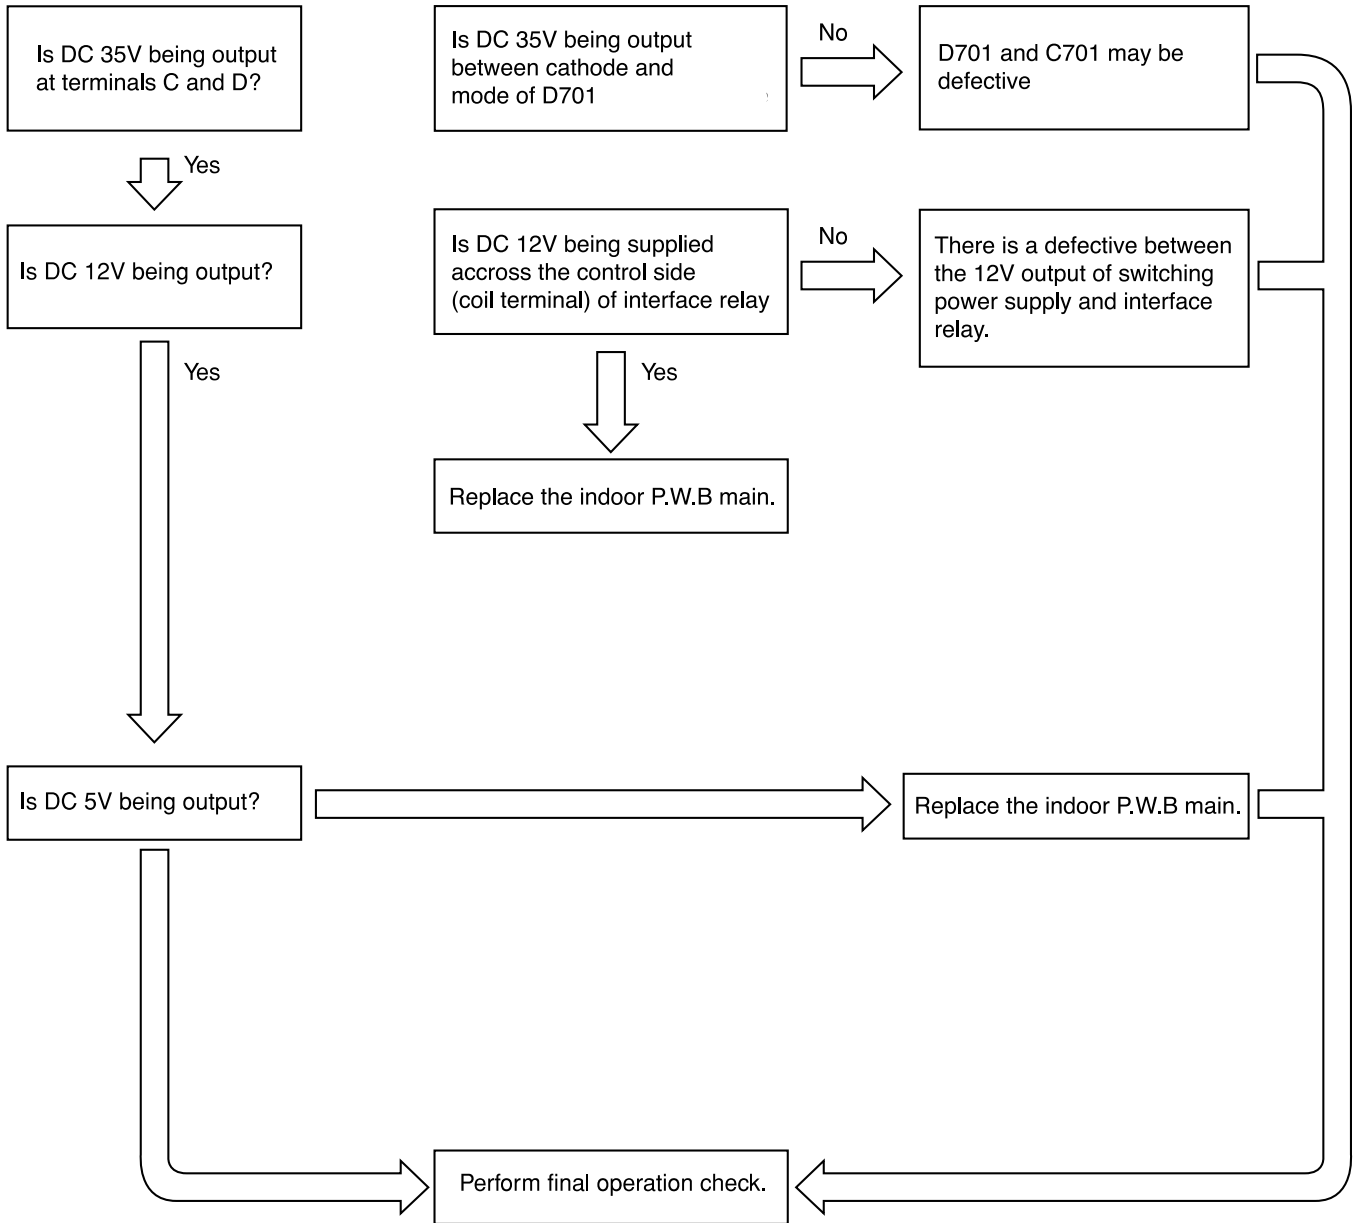 Is DC 35V being output
at terminals C and D?
Is DC 35V being output
between cathode and
mode of D701
No
D701 and C701 may be
defective
Yes
Is DC 12V being output?
Is DC 12V being supplied
accross the control side
(coil terminal) of interface relay
No
There is a defective between
the 12V output of switching
power supply and interface
relay.
Yes
Yes
Replace the indoor P.W.B main.
Is DC 5V being output?
Replace the indoor P.W.B main.
Perform final operation check.